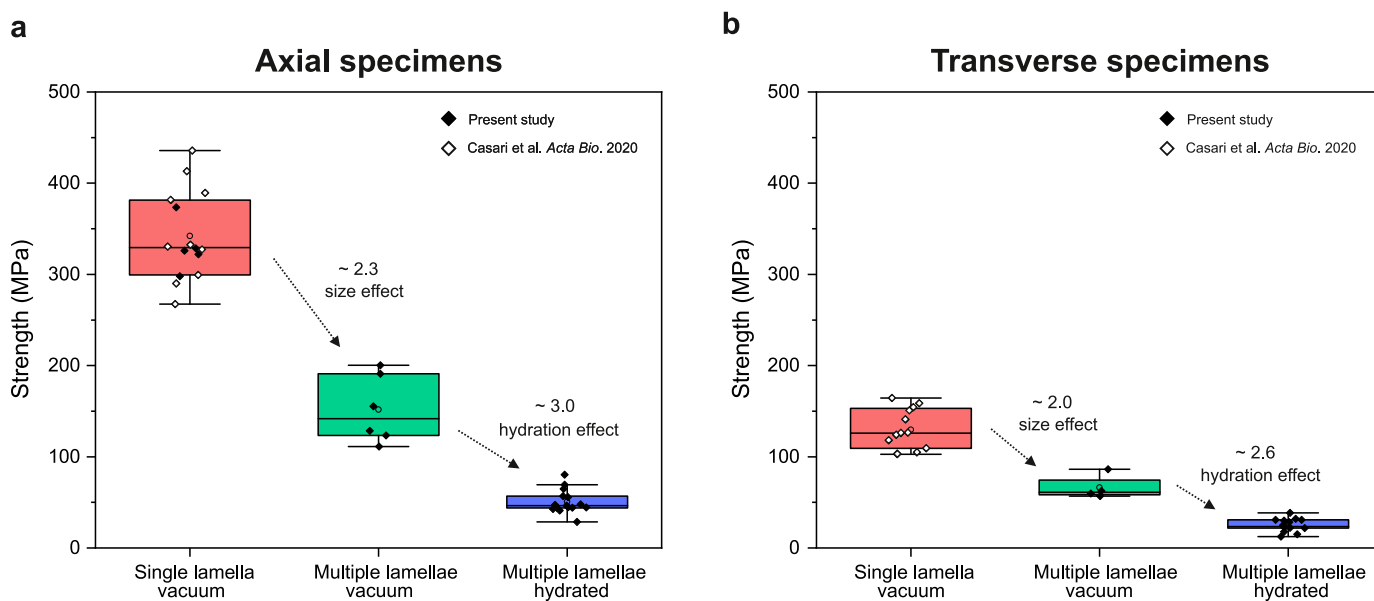 a
Axial specimens
Strength (MPa)
500
400
300
200
100
0
Present study
Casari et al. Acta Bio. 2020
~ 2.3
size effect
~ 3.0
hydration effect
Single lamella
vacuum
Multiple lamellae
vacuum
Multiple lamellae
hydrated
b
Transverse specimens
Strength (MPa)
500
400
300
200
100
0
Present study
Casari et al. Acta Bio. 2020
~ 2.0
size effect
~ 2.6
hydration effect
Single lamella
vacuum
Multiple lamellae
vacuum
Multiple lamellae
hydrated